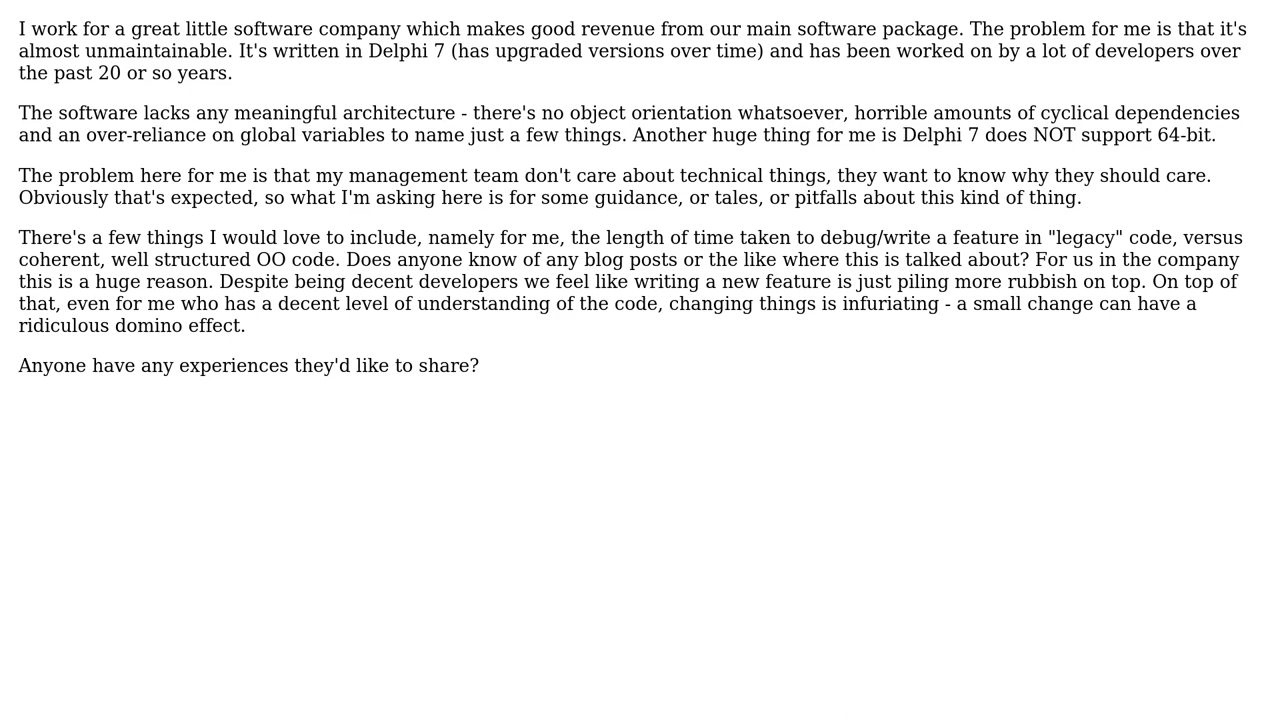 I work for a great little software company which makes good revenue from our main software package. The problem for me is that it's
almost unmaintainable. It's written in Delphi 7 (has upgraded versions over time) and has been worked on by a lot of developers over
the past 20 or so years.
The software lacks any meaningful architecture - there's no object orientation whatsoever, horrible amounts of cyclical dependencies
and an over-reliance on global variables to name just a few things. Another huge thing for me is Delphi 7 does NOT support 64-bit.
The problem here for me is that my management team don't care about technical things, they want to know why they should care.
Obviously that's expected, so what I'm asking here is for some guidance, or tales, or pitfalls about this kind of thing.
There's a few things I would love to include, namely for me, the length of time taken to debug/write a feature in "legacy" code, versus
coherent, well structured OO code. Does anyone know of any blog posts or the like where this is talked about? For us in the company
this is a huge reason. Despite being decent developers we feel like writing a new feature is just piling more rubbish on top. On top of
that, even for me who has a decent level of understanding of the code, changing things is infuriating - a small change can have a
ridiculous domino effect.
Anyone have any experiences they'd like to share?